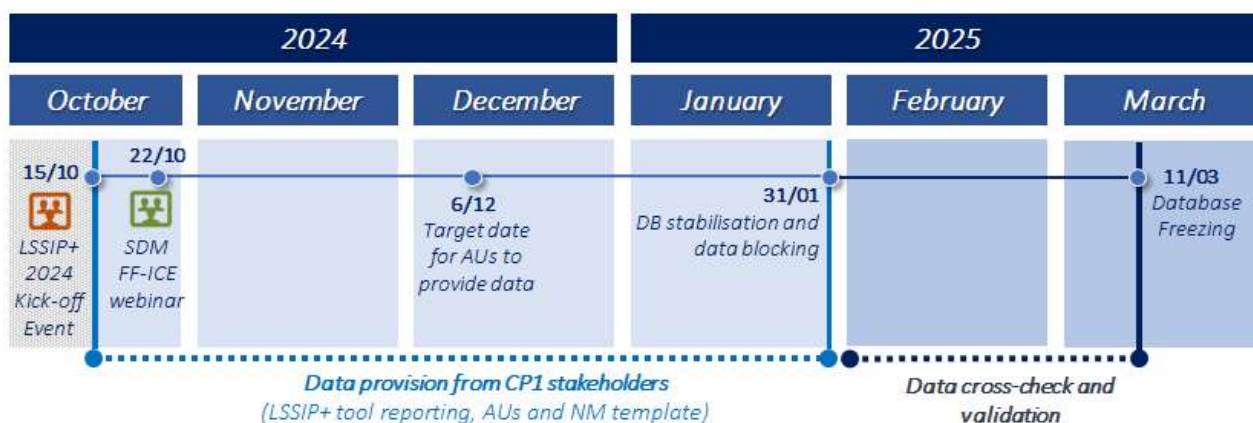 2024
2025
October
November
December
January
February
March
15/10
LSSIP+
2024
Kick-off
Event
22/10
SDM
FF-ICE
webinar
6/12
Target date
for AUs to
provide data
31/01
DB stabilisation and
data blocking
11/03
Database
Freezing
Data provision from CP1 stakeholders
(LSSIP+ tool reporting, AUs and NM template)
Data cross-check and
validation